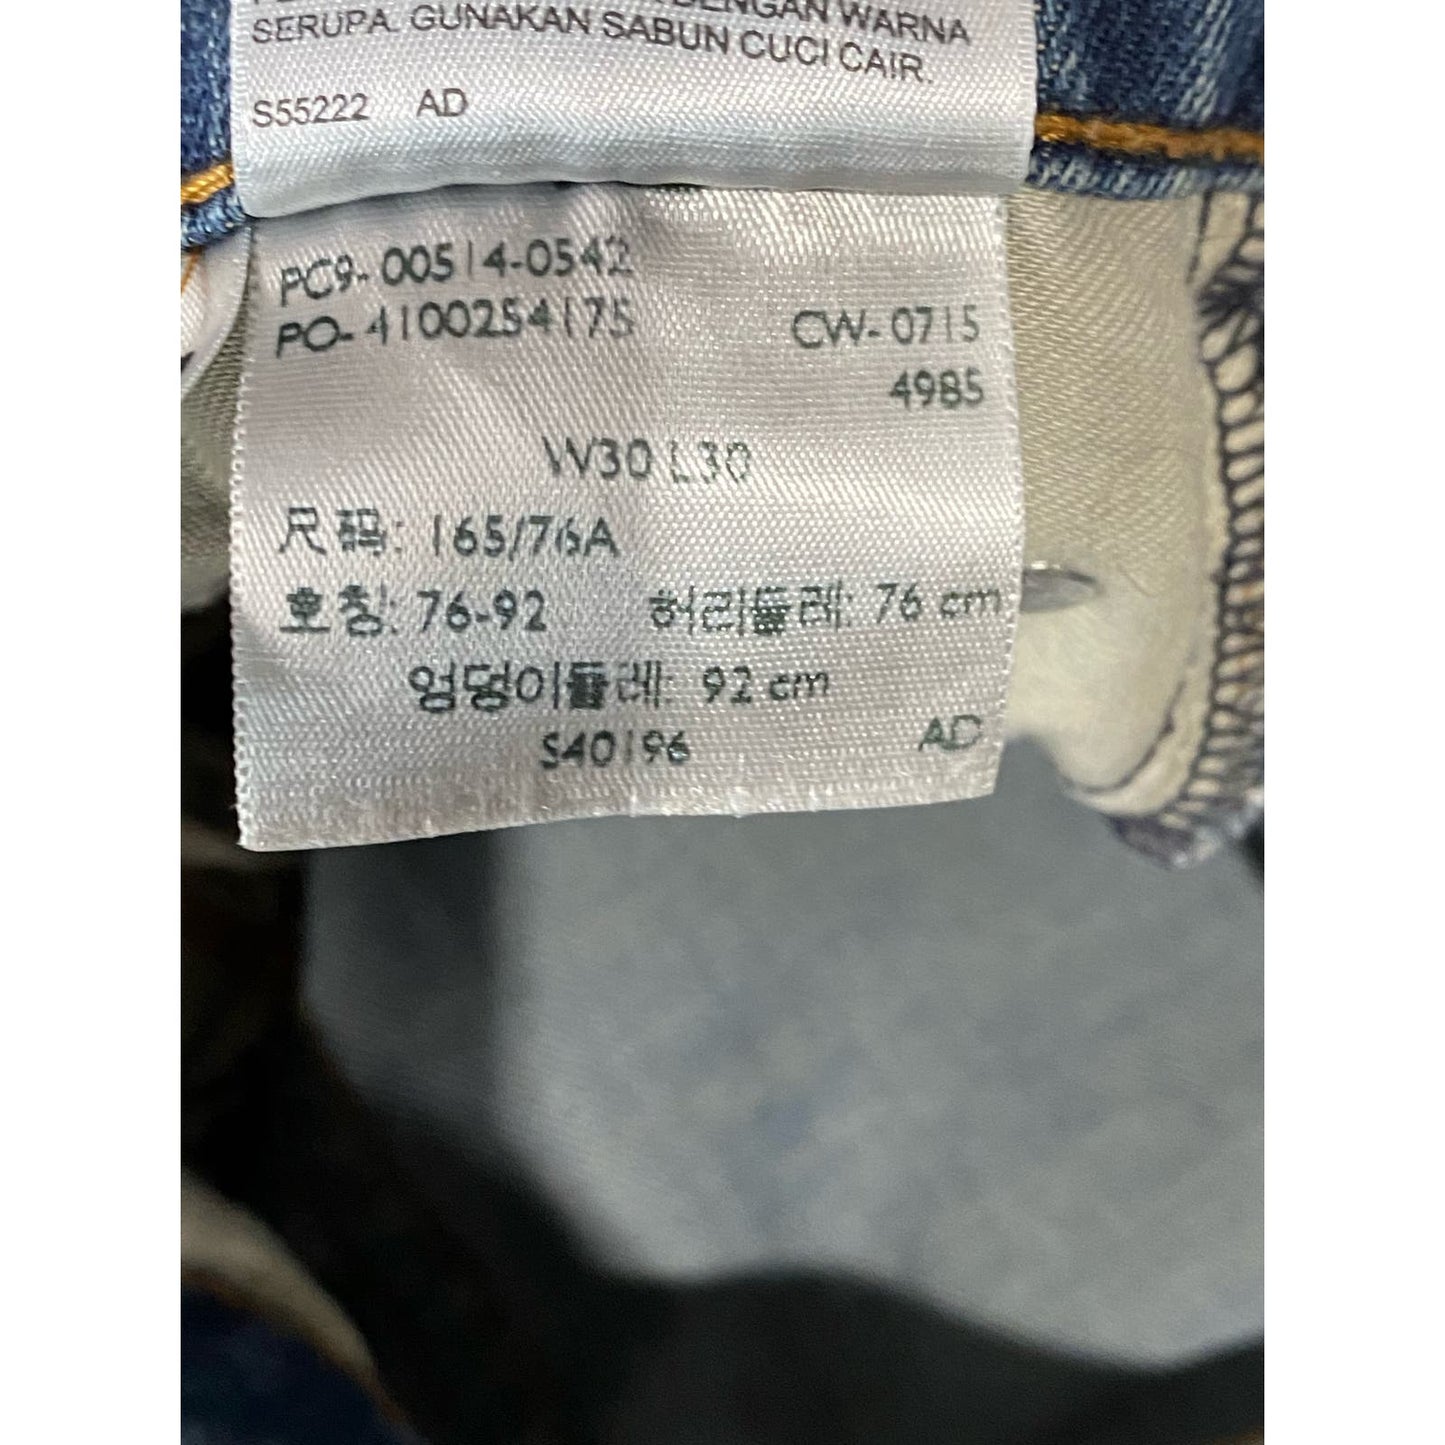 DENGAN WARNA
SERUPA. GUNAKAN SABUN CUCI CAIR.
S55222 AD
PC9-00514-0542
PO-4100254175 CW-0715
4985
W30 L30
尺码: 165/76A
호칭: 76-92 허리둘레: 76 cm
엉덩이둘레: 92 cm
S40196 AD